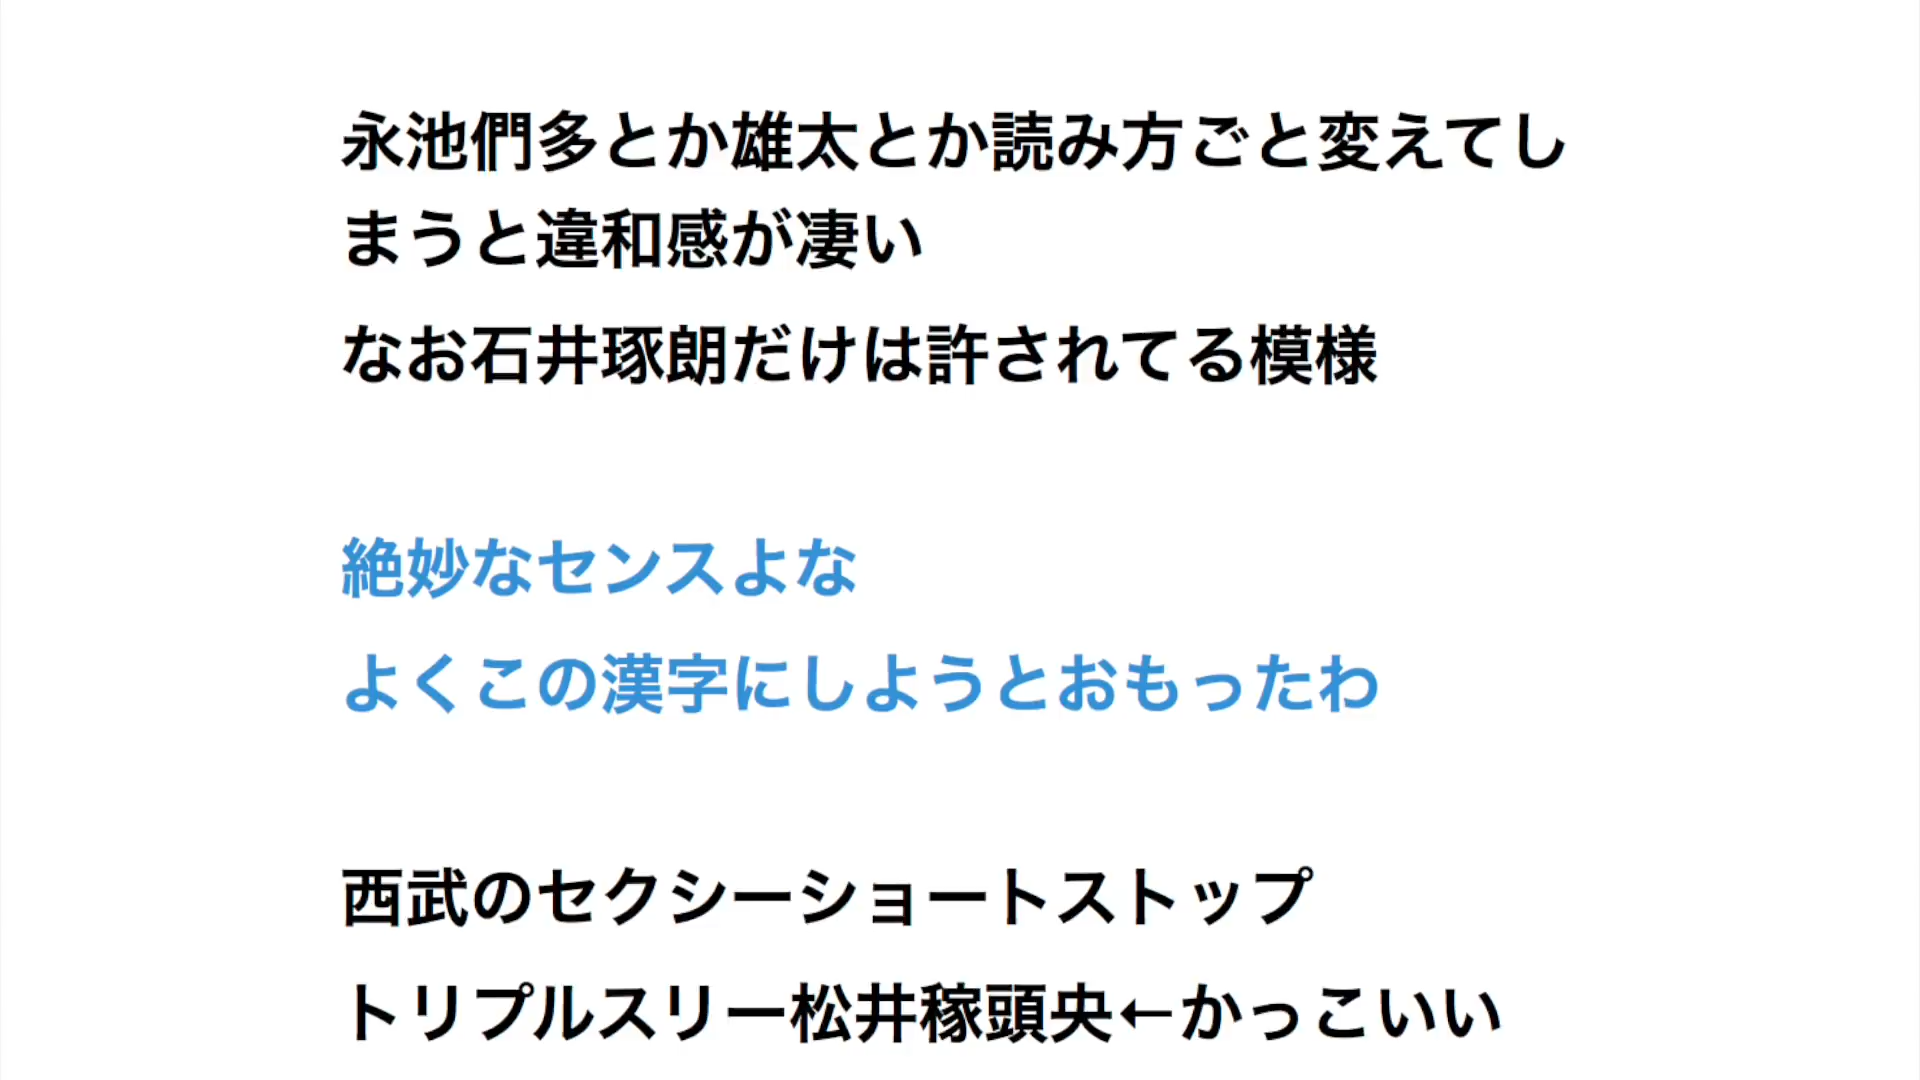 永池們多とか雄太とか読み方ごと変えてし
まうと違和感が凄い
なお石井琢朗だけは許されてる模様
絶妙なセンスよな
よくこの漢字にしようとおもったわ
西武のセクシーショートストップ
トリプルスリー松井稼頭央←かっこいい